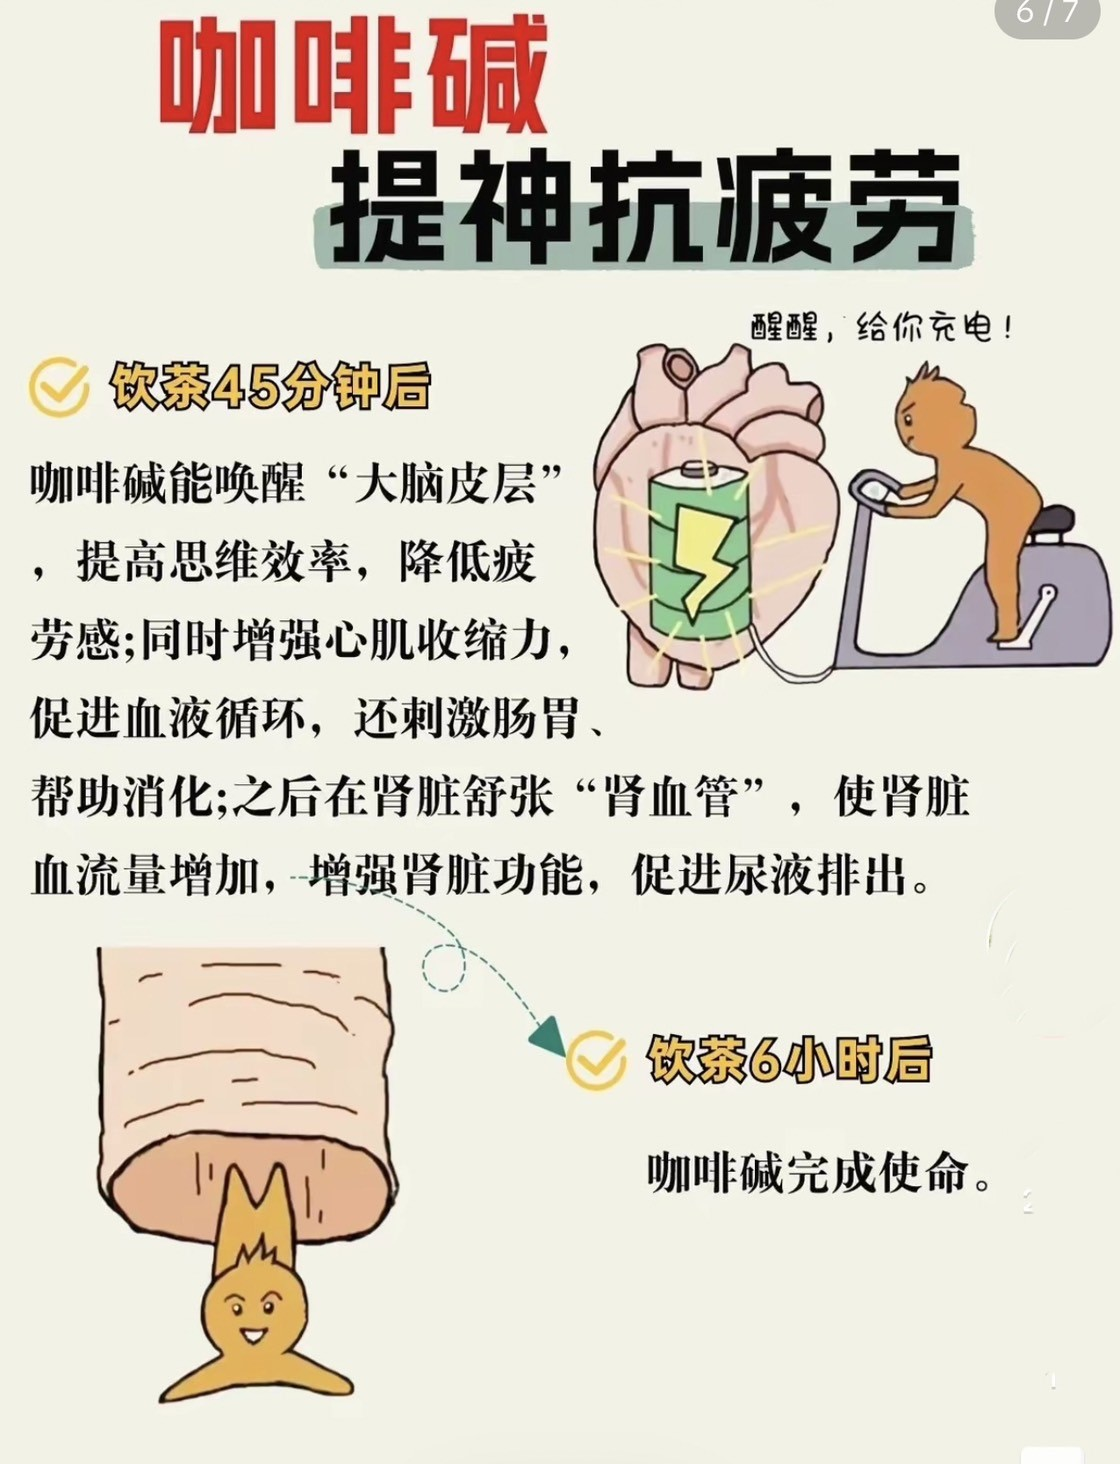 6/7
咖啡碱
提神抗疲劳
醒醒，给你充电！
饮茶45分钟后
咖啡碱能唤醒“大脑皮层”
，提高思维效率，降低疲
劳感;同时增强心肌收缩力，
促进血液循环，还刺激肠胃、
帮助消化;之后在肾脏舒张“肾血管”，使肾脏
血流量增加，增强肾脏功能，促进尿液排出。
饮茶6小时后
咖啡碱完成使命。